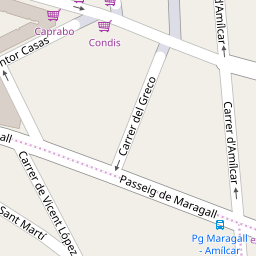 Caprabo
Condis
ntor Casas
d'Amílcar
Carrer del Greco
Carrer d'Amílcar
all
Carrer de Vicent López
Passeig de Maragall
Sant Martí
Pg Maragall -
Amílcar